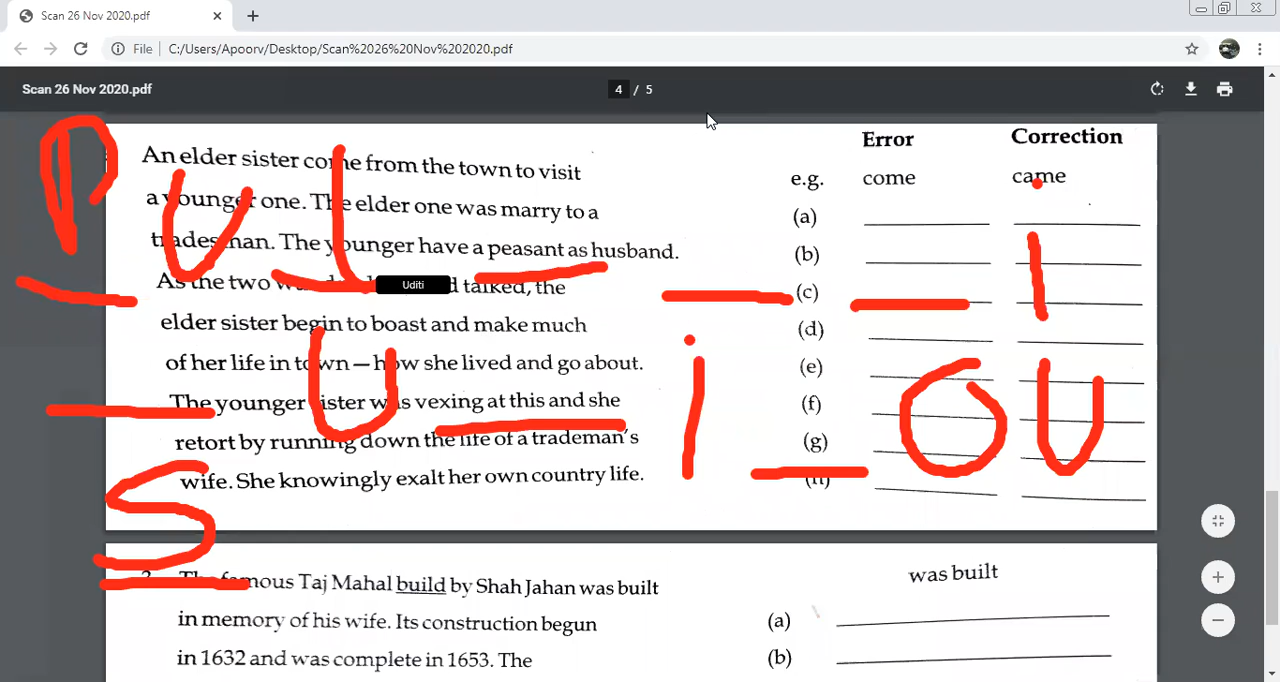 Scan 26 Nov 2020.pdf
File C:/Users/Apoorv/Desktop/Scan%2026%20Nov%202020.pdf
Scan 26 Nov 2020.pdf 4 / 5
Error Correction
An elder sister come from the town to visit e.g. come came
a younger one. The elder one was marry to a (a)
tradesman. The younger have a peasant as husband. (b)
As the two talked, the (c)
Uditi
elder sister begin to boast and make much (d)
of her life in town—how she lived and go about. (e)
The younger sister was vexing at this and she (f)
retort by running down the life of a trademan's (g)
wife. She knowingly exalt her own country life. (h)
P U L i
U i O U
S
2. The famous Taj Mahal build by Shah Jahan was built was built
in memory of his wife. Its construction begun (a)
in 1632 and was complete in 1653. The (b)